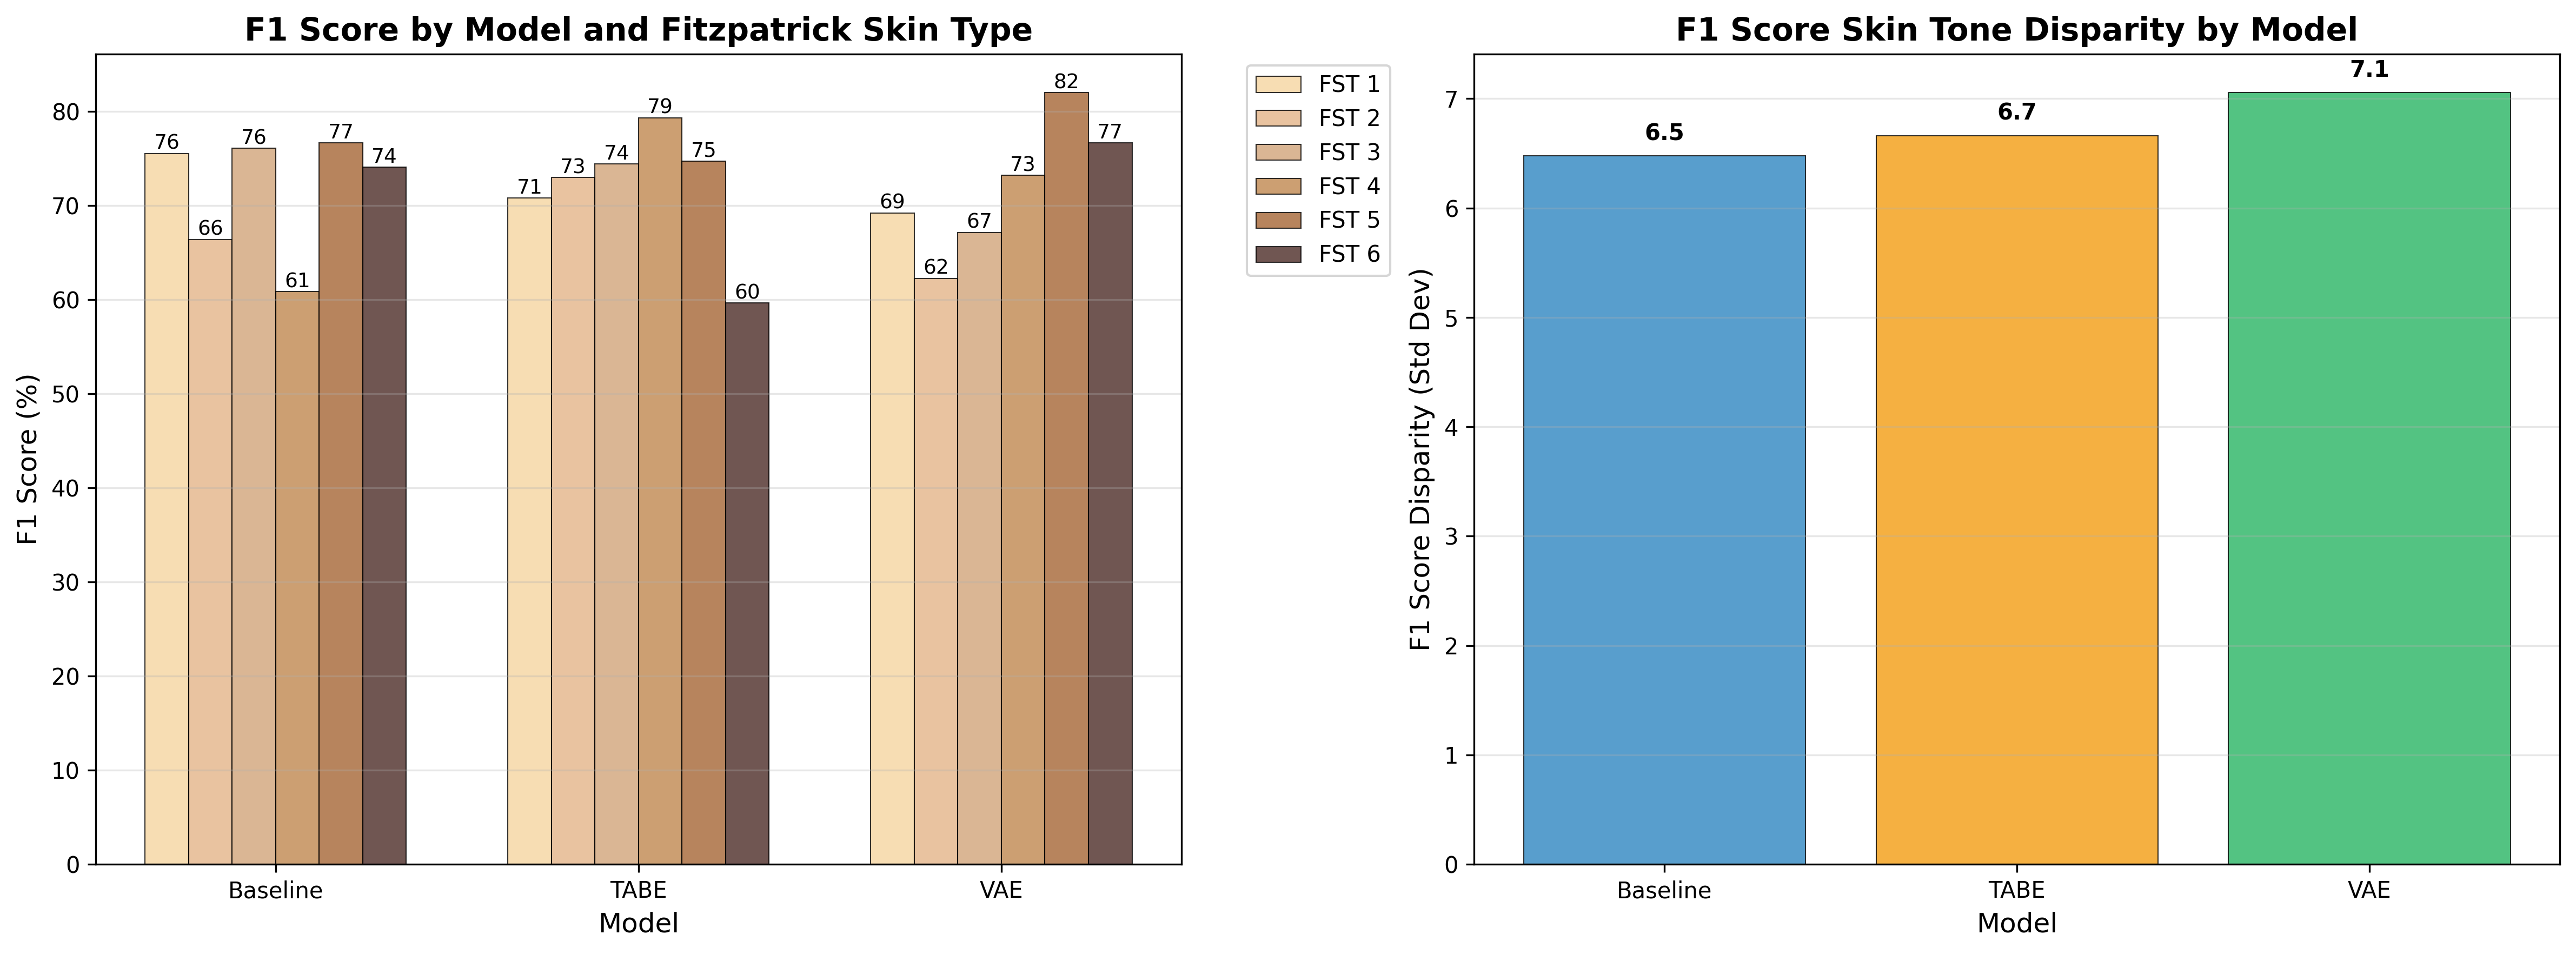 F1 Score by Model and Fitzpatrick Skin Type
F1 Score (%)
80
70
60
50
40
30
20
10
0
76
66
76
61
77
74
71
73
74
79
75
60
69
62
67
73
82
77
Baseline
TABE
VAE
Model
FST 1
FST 2
FST 3
FST 4
FST 5
FST 6
F1 Score Skin Tone Disparity by Model
F1 Score Disparity (Std Dev)
7
6
5
4
3
2
1
0
6.5
6.7
7.1
Baseline
TABE
VAE
Model